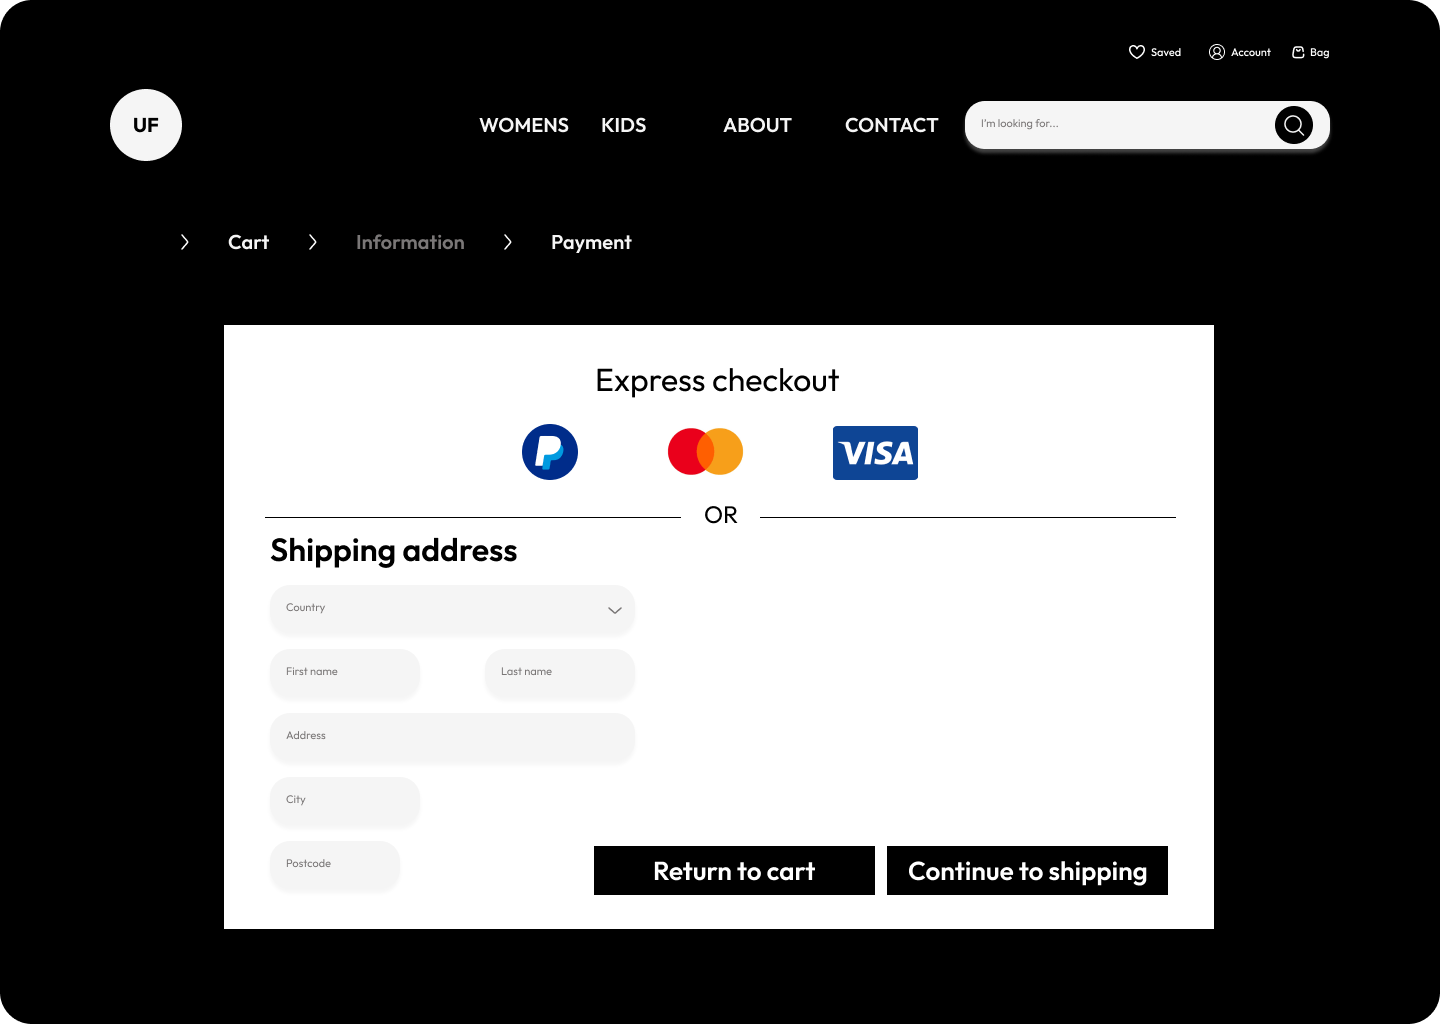 Saved Account Bag
UF WOMENS KIDS ABOUT CONTACT I'm looking for...
Cart Information Payment
Express checkout
P VISA
OR
Shipping address
Country
First name Last name
Address
City
Postcode
Return to cart Continue to shipping